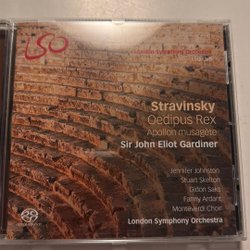 LSO
London Symphony Orchestra
Stravinsky
Oedipus Rex
Apollon musagète
Sir John Eliot Gardiner
Jennifer Johnston
Stuart Skelton
Gidon Saks
Fanny Ardant
Monteverdi Choir
London Symphony Orchestra